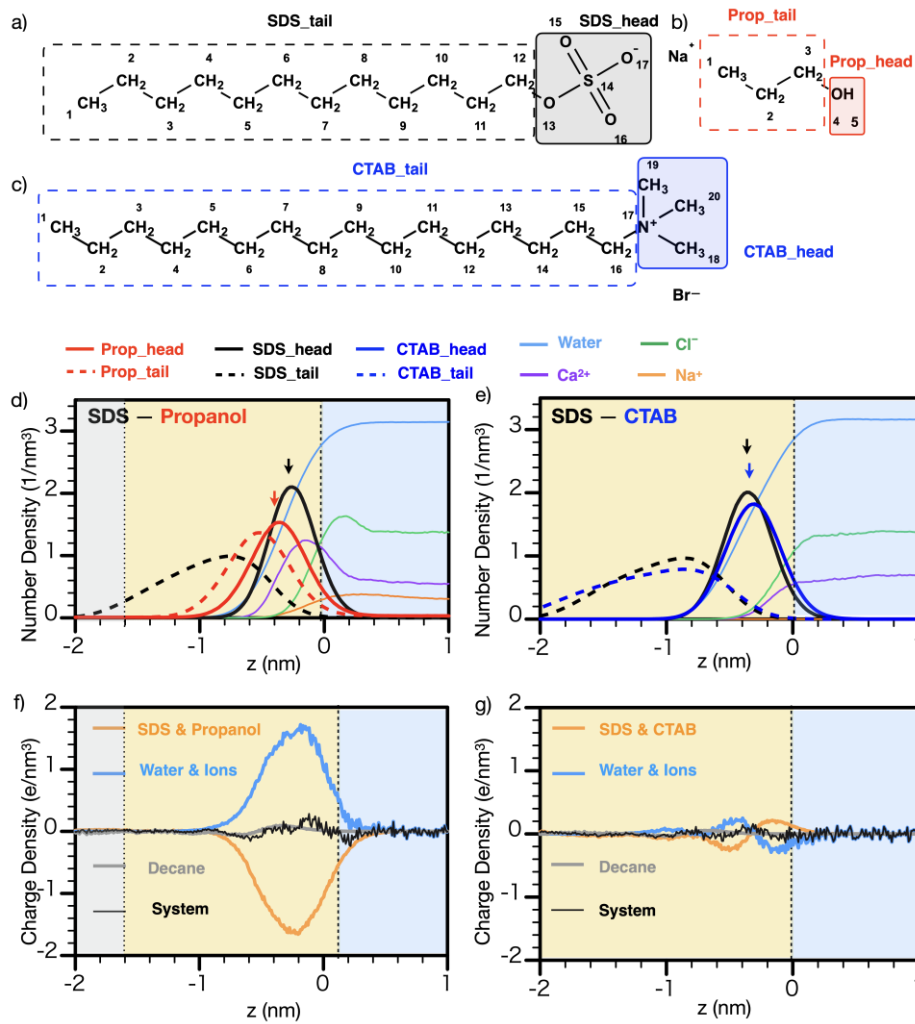 a) SDS_tail 15 SDS_head
2 4 6 8 10 12
CH₂ CH₂ CH₂ CH₂ CH₂ CH₂
CH₃ CH₂ CH₂ CH₂ CH₂ CH₂
1 3 5 7 9 11
O O⁻ 17
S 14
O 13
O 16
b) Prop_tail
Na⁺
1 3 Prop_head
CH₃ CH₂
CH₂ OH
2 4 5
CTAB_tail
c)
1 3 5 7 9 11 13 15 17
CH₃ CH₂ CH₂ CH₂ CH₂ CH₂ CH₂ CH₂
CH₂ CH₂ CH₂ CH₂ CH₂ CH₂ CH₂ CH₂
2 4 6 8 10 12 14 16
19
CH₃ 20
CH₃
N⁺
CH₃ 18
CTAB_head
Br−
Prop_head SDS_head CTAB_head Water Cl⁻
Prop_tail SDS_tail CTAB_tail Ca²⁺ Na⁺
d)
SDS – Propanol
Number Density (1/nm³)
3
2
1
0
-2 -1 0 1
z (nm)
e)
SDS – CTAB
Number Density (1/nm³)
3
2
1
0
-2 -1 0 1
z (nm)
f)
Charge Density (e/nm³)
2
1
0
-1
-2
SDS & Propanol
Water & Ions
Decane
System
-2 -1 0 1
z (nm)
g)
Charge Density (e/nm³)
2
1
0
-1
-2
SDS & CTAB
Water & Ions
Decane
System
-2 -1 0 1
z (nm)